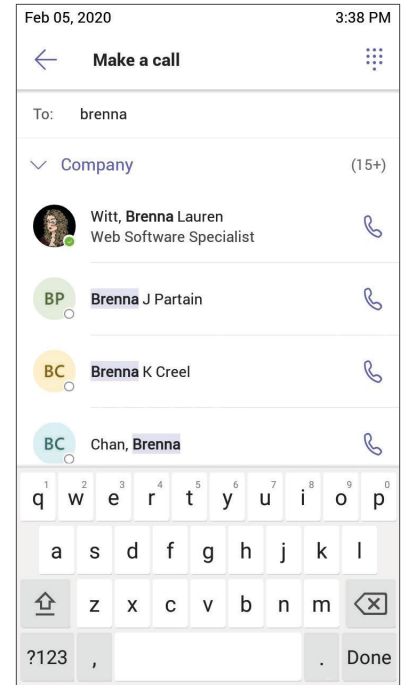 Feb 05, 2020 3:38 PM
Make a call
To: brenna
Company (15+)
Witt, Brenna Lauren
Web Software Specialist
BP Brenna J Partain
BC Brenna K Creel
BC Chan, Brenna
1 2 3 4 5 6 7 8 9 0
q w e r t y u i o p
a s d f g h j k l
z x c v b n m
?123 , . Done